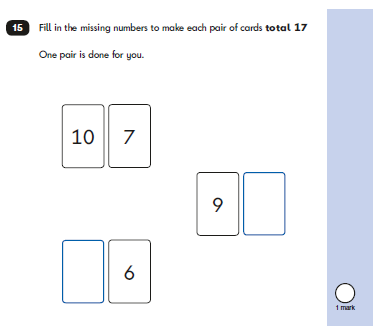 15 Fill in the missing numbers to make each pair of cards total 17
One pair is done for you.
10 7
9
6
1 mark